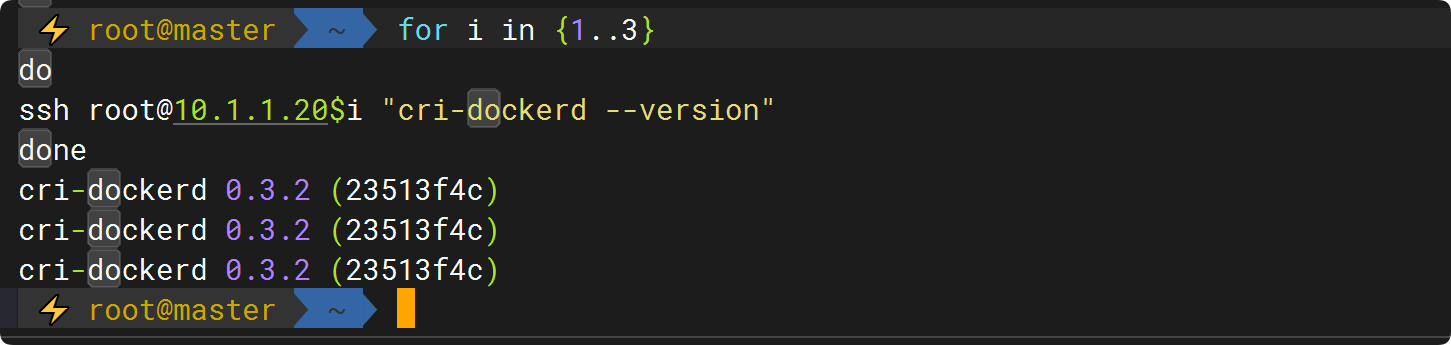 ⚡ root@master ~ for i in {1..3}
do
ssh root@10.1.1.20$i "cri-dockerd --version"
done
cri-dockerd 0.3.2 (23513f4c)
cri-dockerd 0.3.2 (23513f4c)
cri-dockerd 0.3.2 (23513f4c)
⚡ root@master ~